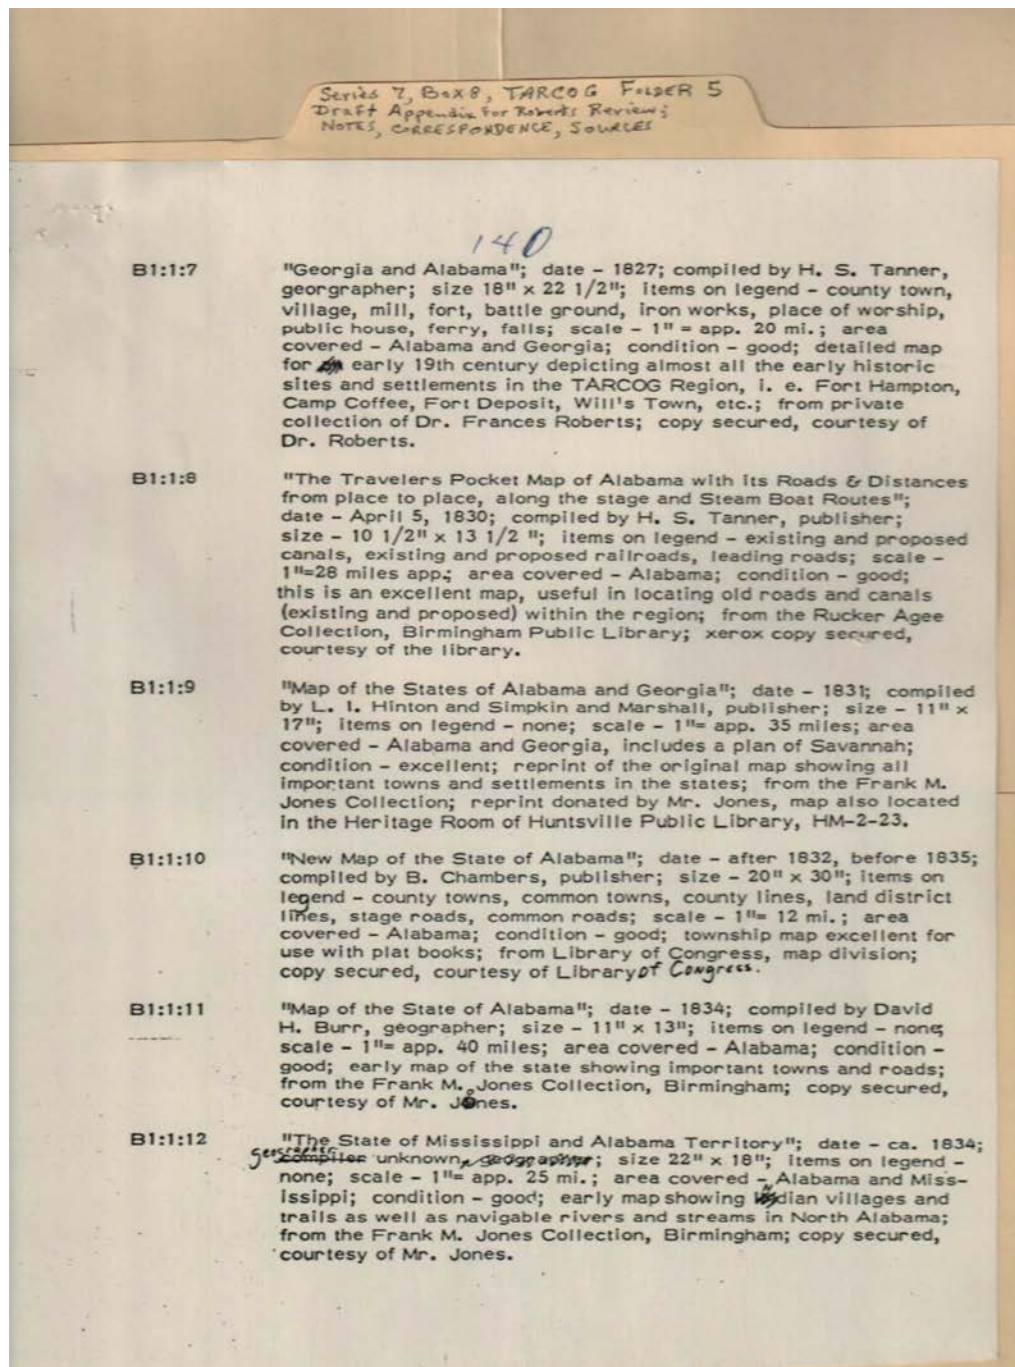 Series 7, Box 8, TARCOG FOLDER 5
Draft Appendix for Roberts Review;
NOTES, CORRESPONDENCE, SOURCES
140
B1:1:7 "Georgia and Alabama"; date - 1827; compiled by H. S. Tanner,
georgrapher; size 18" x 22 1/2"; items on legend - county town,
village, mill, fort, battle ground, iron works, place of worship,
public house, ferry, falls; scale - 1" = app. 20 mi.; area
covered - Alabama and Georgia; condition - good; detailed map
for early 19th century depicting almost all the early historic
sites and settlements in the TARCOG Region, i. e. Fort Hampton,
Camp Coffee, Fort Deposit, Will's Town, etc.; from private
collection of Dr. Frances Roberts; copy secured, courtesy of
Dr. Roberts.
B1:1:8 "The Travelers Pocket Map of Alabama with its Roads & Distances
from place to place, along the stage and Steam Boat Routes";
date - April 5, 1830; compiled by H. S. Tanner, publisher;
size - 10 1/2" x 13 1/2 "; items on legend - existing and proposed
canals, existing and proposed railroads, leading roads; scale -
1"=28 miles app.; area covered - Alabama; condition - good;
this is an excellent map, useful in locating old roads and canals
(existing and proposed) within the region; from the Rucker Agee
Collection, Birmingham Public Library; xerox copy secured,
courtesy of the library.
B1:1:9 "Map of the States of Alabama and Georgia"; date - 1831; compiled
by L. I. Hinton and Simpkin and Marshall, publisher; size - 11" x
17"; items on legend - none; scale - 1"= app. 35 miles; area
covered - Alabama and Georgia, includes a plan of Savannah;
condition - excellent; reprint of the original map showing all
important towns and settlements in the states; from the Frank M.
Jones Collection; reprint donated by Mr. Jones, map also located
in the Heritage Room of Huntsville Public Library, HM-2-23.
B1:1:10 "New Map of the State of Alabama"; date - after 1832, before 1835;
compiled by B. Chambers, publisher; size - 20" x 30"; items on
legend - county towns, common towns, county lines, land district
lines, stage roads, common roads; scale - 1"= 12 mi.; area
covered - Alabama; condition - good; township map excellent for
use with plat books; from Library of Congress, map division;
copy secured, courtesy of Library of Congress.
B1:1:11 "Map of the State of Alabama"; date - 1834; compiled by David
H. Burr, geographer; size - 11" x 13"; items on legend - none;
scale - 1"= app. 40 miles; area covered - Alabama; condition -
good; early map of the state showing important towns and roads;
from the Frank M. Jones Collection, Birmingham; copy secured,
courtesy of Mr. Jones.
B1:1:12 "The State of Mississippi and Alabama Territory"; date - ca. 1834;
geographer compiler unknown, geographer; size 22" x 18"; items on legend -
none; scale - 1"= app. 25 mi.; area covered - Alabama and Miss-
issippi; condition - good; early map showing Indian villages and
trails as well as navigable rivers and streams in North Alabama;
from the Frank M. Jones Collection, Birmingham; copy secured,
courtesy of Mr. Jones.